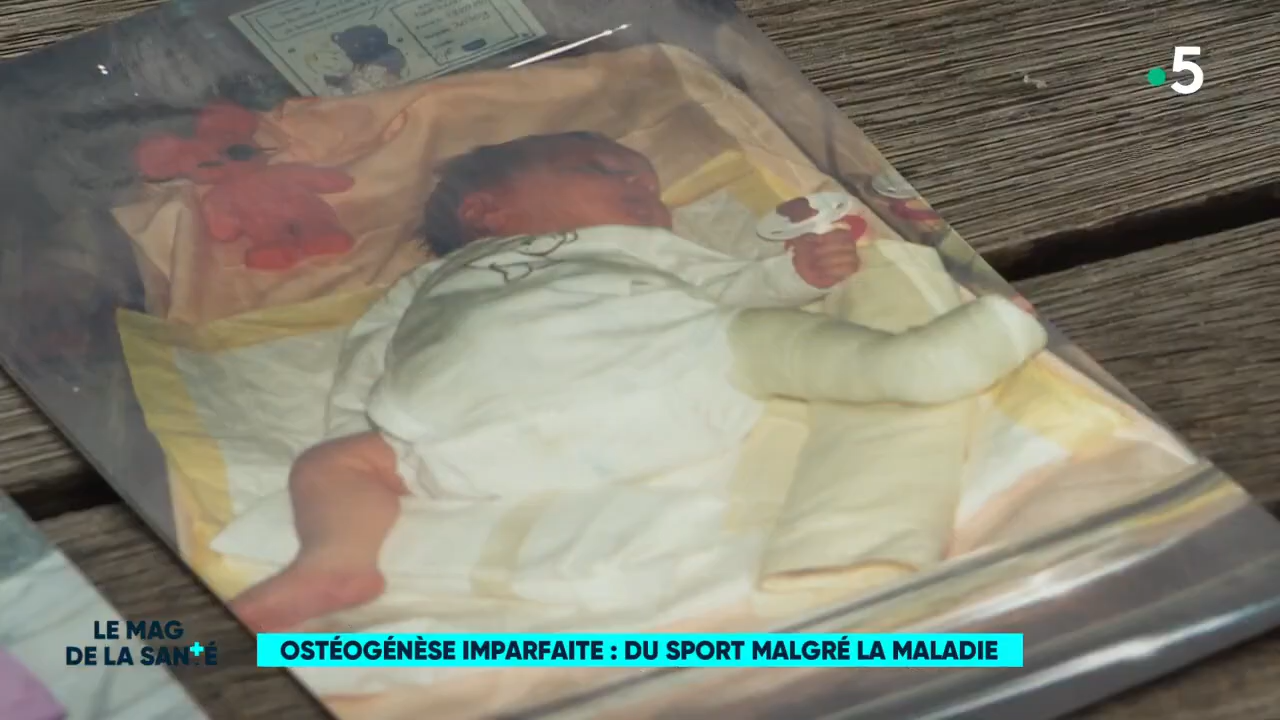 5
LE MAG
DE LA SANTÉ
OSTÉOGÉNÈSE IMPARFAITE : DU SPORT MALGRÉ LA MALADIE